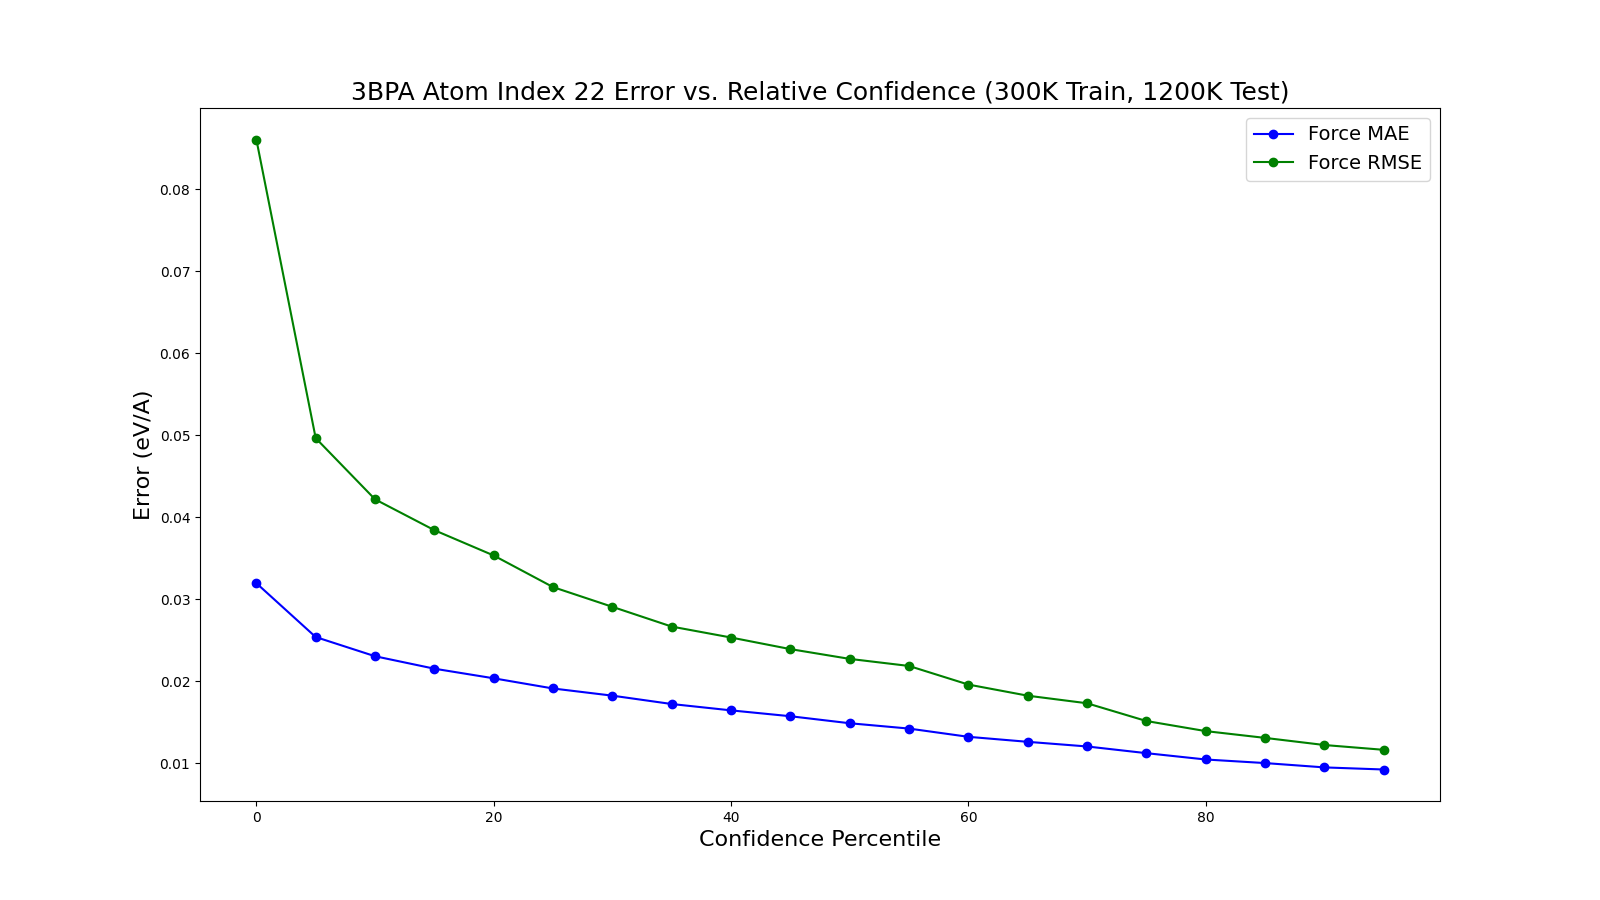 3BPA Atom Index 22 Error vs. Relative Confidence (300K Train, 1200K Test)
Force MAE
Force RMSE
Error (eV/A)
0.08
0.07
0.06
0.05
0.04
0.03
0.02
0.01
0 20 40 60 80
Confidence Percentile